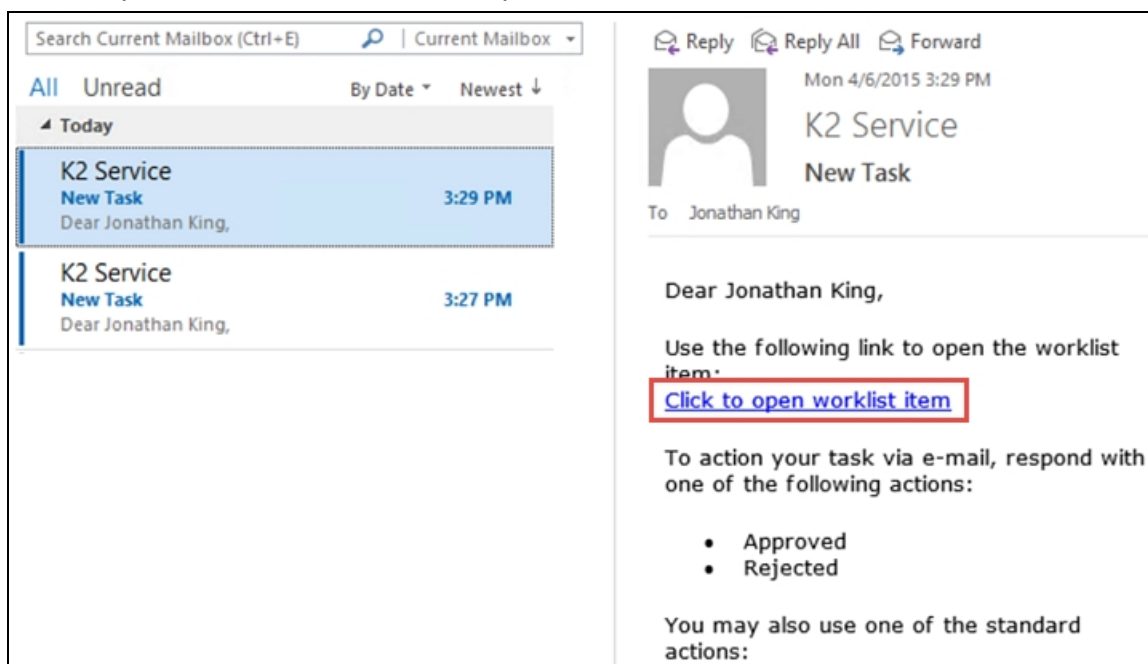 Search Current Mailbox (Ctrl+E) Current Mailbox
All Unread By Date Newest ↓
Today
K2 Service
New Task 3:29 PM
Dear Jonathan King,
K2 Service
New Task 3:27 PM
Dear Jonathan King,
Reply Reply All Forward
Mon 4/6/2015 3:29 PM
K2 Service
New Task
To Jonathan King
Dear Jonathan King,
Use the following link to open the worklist
item:
Click to open worklist item
To action your task via e-mail, respond with
one of the following actions:
• Approved
• Rejected
You may also use one of the standard
actions: